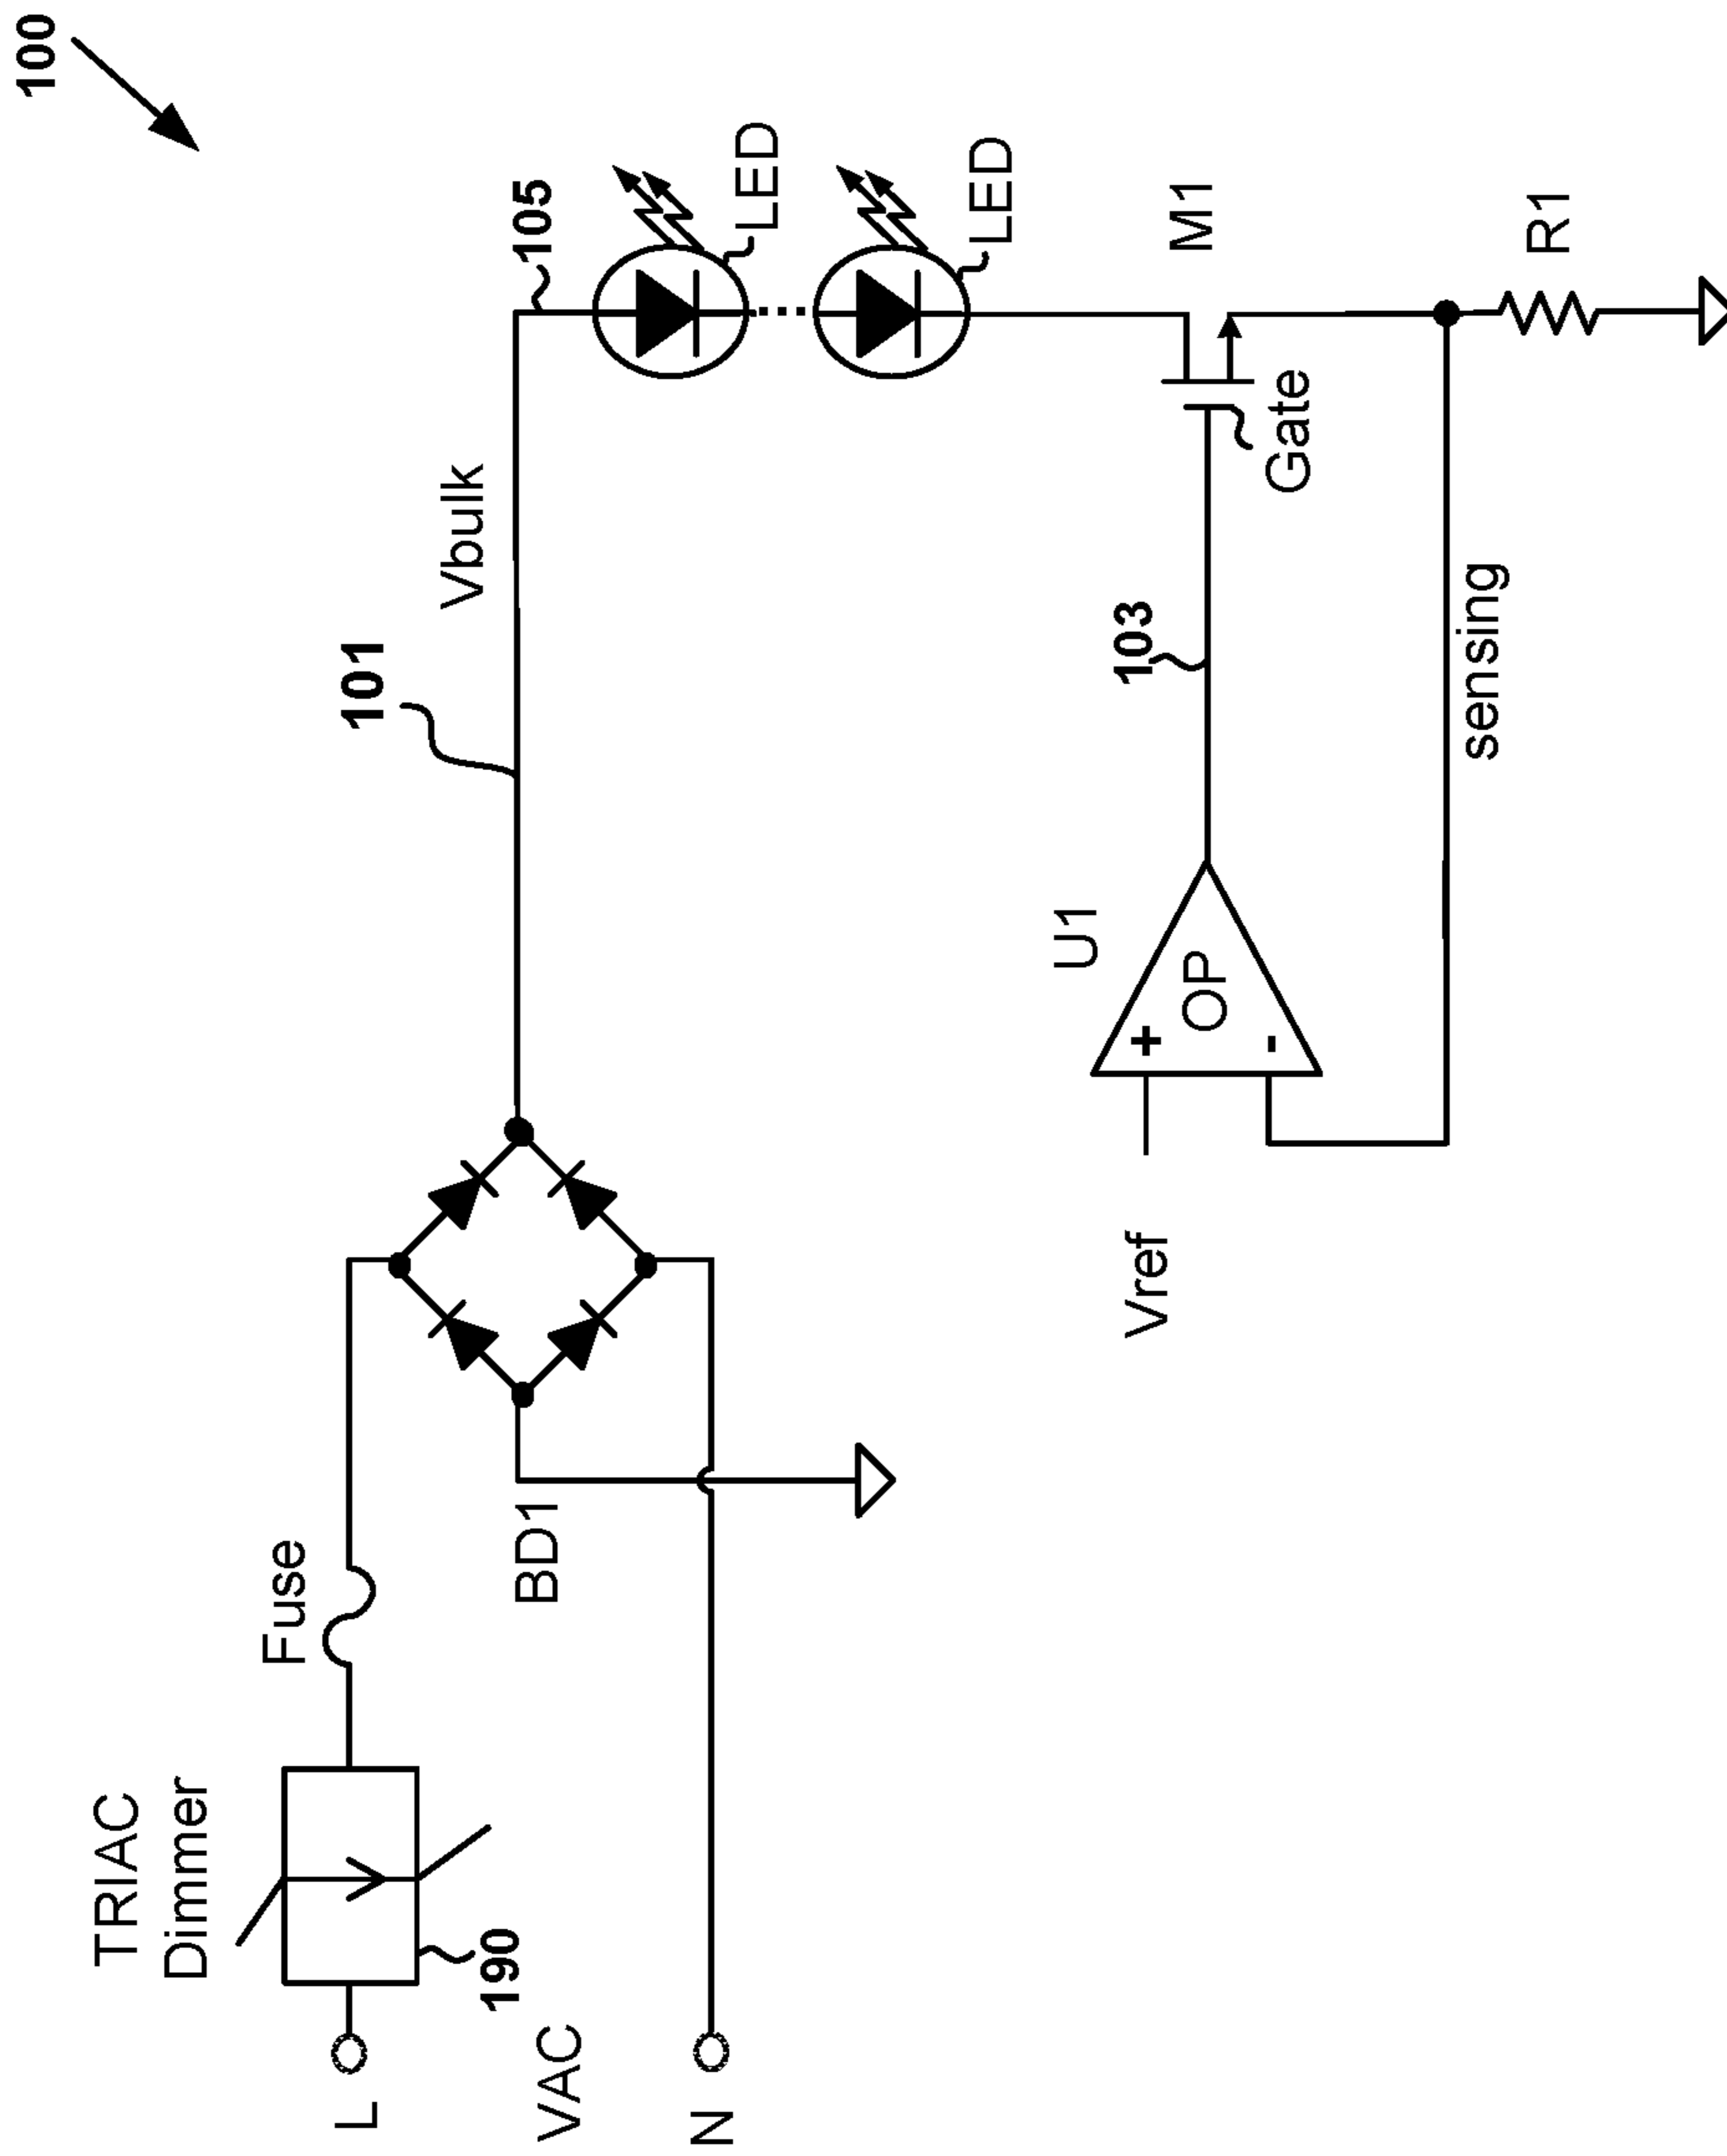 100
TRIAC
Dimmer
190
L
VAC
N
Fuse
BD1
101
Vbulk
105
LED
LED
M1
Gate
103
U1
+
OP
-
Vref
sensing
R1